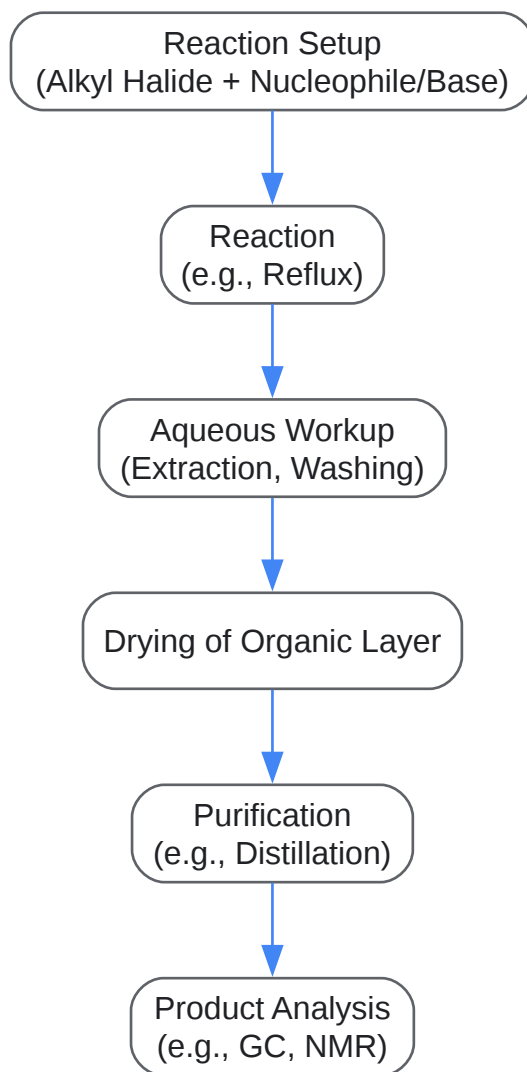 Reaction Setup
(Alkyl Halide + Nucleophile/Base)
Reaction
(e.g., Reflux)
Aqueous Workup
(Extraction, Washing)
Drying of Organic Layer
Purification
(e.g., Distillation)
Product Analysis
(e.g., GC, NMR)